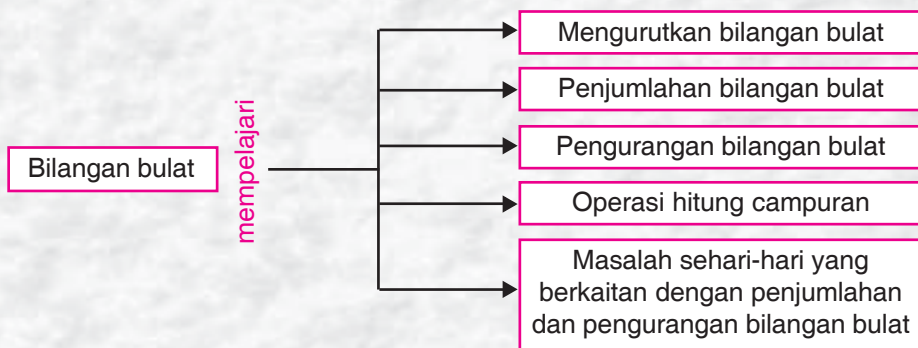 Bilangan bulat
mempelajari
Mengurutkan bilangan bulat
Penjumlahan bilangan bulat
Pengurangan bilangan bulat
Operasi hitung campuran
Masalah sehari-hari yang
berkaitan dengan penjumlahan
dan pengurangan bilangan bulat